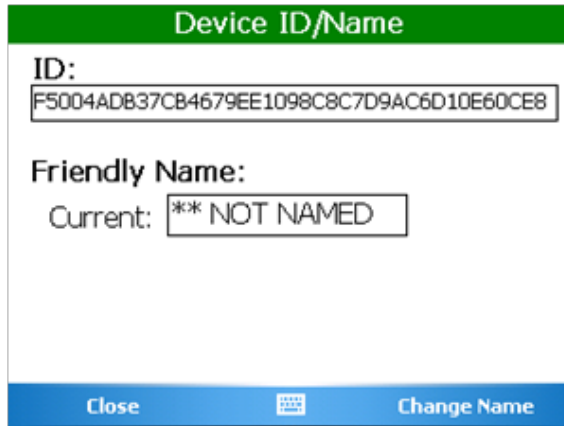 Device ID/Name
ID:
F5004ADB37CB4679EE1098C8C7D9AC6D10E60CE8
Friendly Name:
Current: ** NOT NAMED
Close Change Name